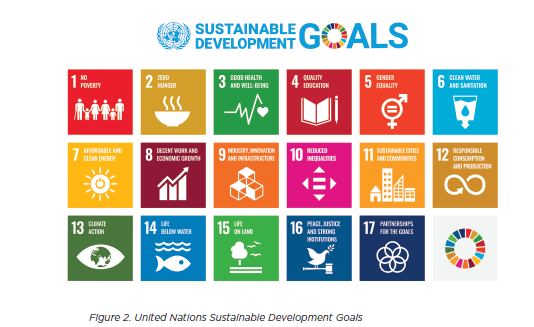 SUSTAINABLE
DEVELOPMENT
GOALS
1 NO
POVERTY
2 ZERO
HUNGER
3 GOOD HEALTH
AND WELL-BEING
4 QUALITY
EDUCATION
5 GENDER
EQUALITY
6 CLEAN WATER
AND SANITATION
7 AFFORDABLE AND
CLEAN ENERGY
8 DECENT WORK AND
ECONOMIC GROWTH
9 INDUSTRY, INNOVATION
AND INFRASTRUCTURE
10 REDUCED
INEQUALITIES
11 SUSTAINABLE CITIES
AND COMMUNITIES
12 RESPONSIBLE
CONSUMPTION
AND PRODUCTION
13 CLIMATE
ACTION
14 LIFE
BELOW WATER
15 LIFE
ON LAND
16 PEACE, JUSTICE
AND STRONG
INSTITUTIONS
17 PARTNERSHIPS
FOR THE GOALS
Figure 2. United Nations Sustainable Development Goals